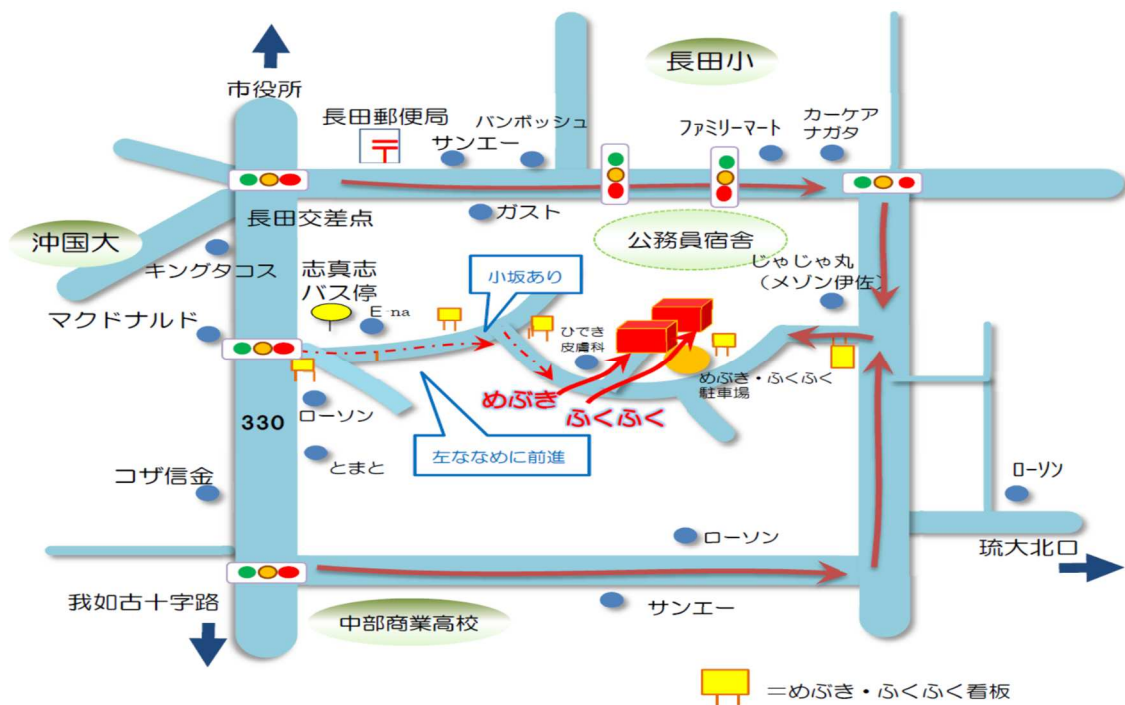 市役所
長田小
長田郵便局
サンエー
パンボッシュ
ﾌｧﾐﾘｰﾏｰﾄ
カーケア
ナガタ
長田交差点
ガスト
沖国大
キングタコス
公務員宿舎
志真志
バス停
小坂あり
じゃじゃ丸
（メゾン伊佐）
E-na
マクドナルド
ひでき
皮膚科
めぶき・ふくふく
駐車場
めぶき
ふくふく
ローソン
330
左ななめに前進
とまと
コザ信金
ﾛｰｿﾝ
ローソン
琉大北口
我如古十字路
中部商業高校
サンエー
＝めぶき・ふくふく看板